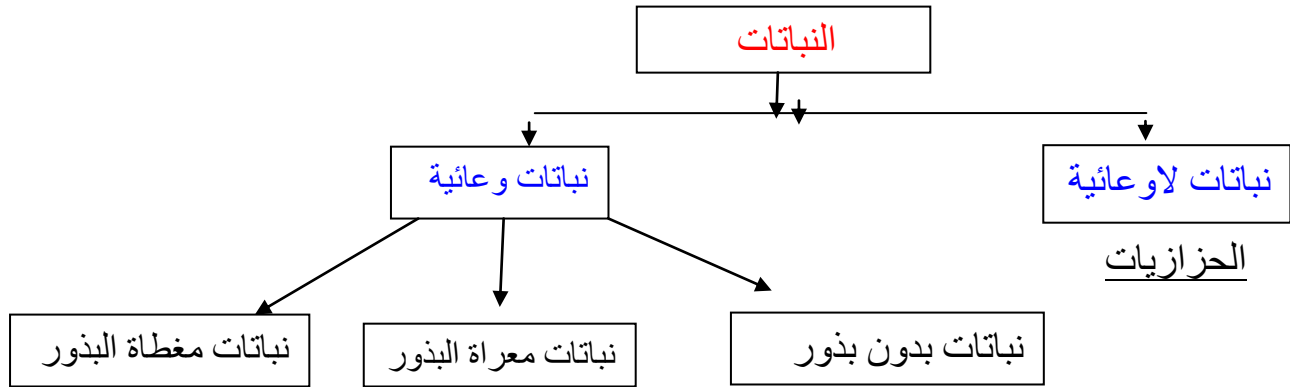 النباتات
نباتات لاوعائية
نباتات وعائية
الحزازيات
نباتات بدون بذور
نباتات معراة البذور
نباتات مغطاة البذور